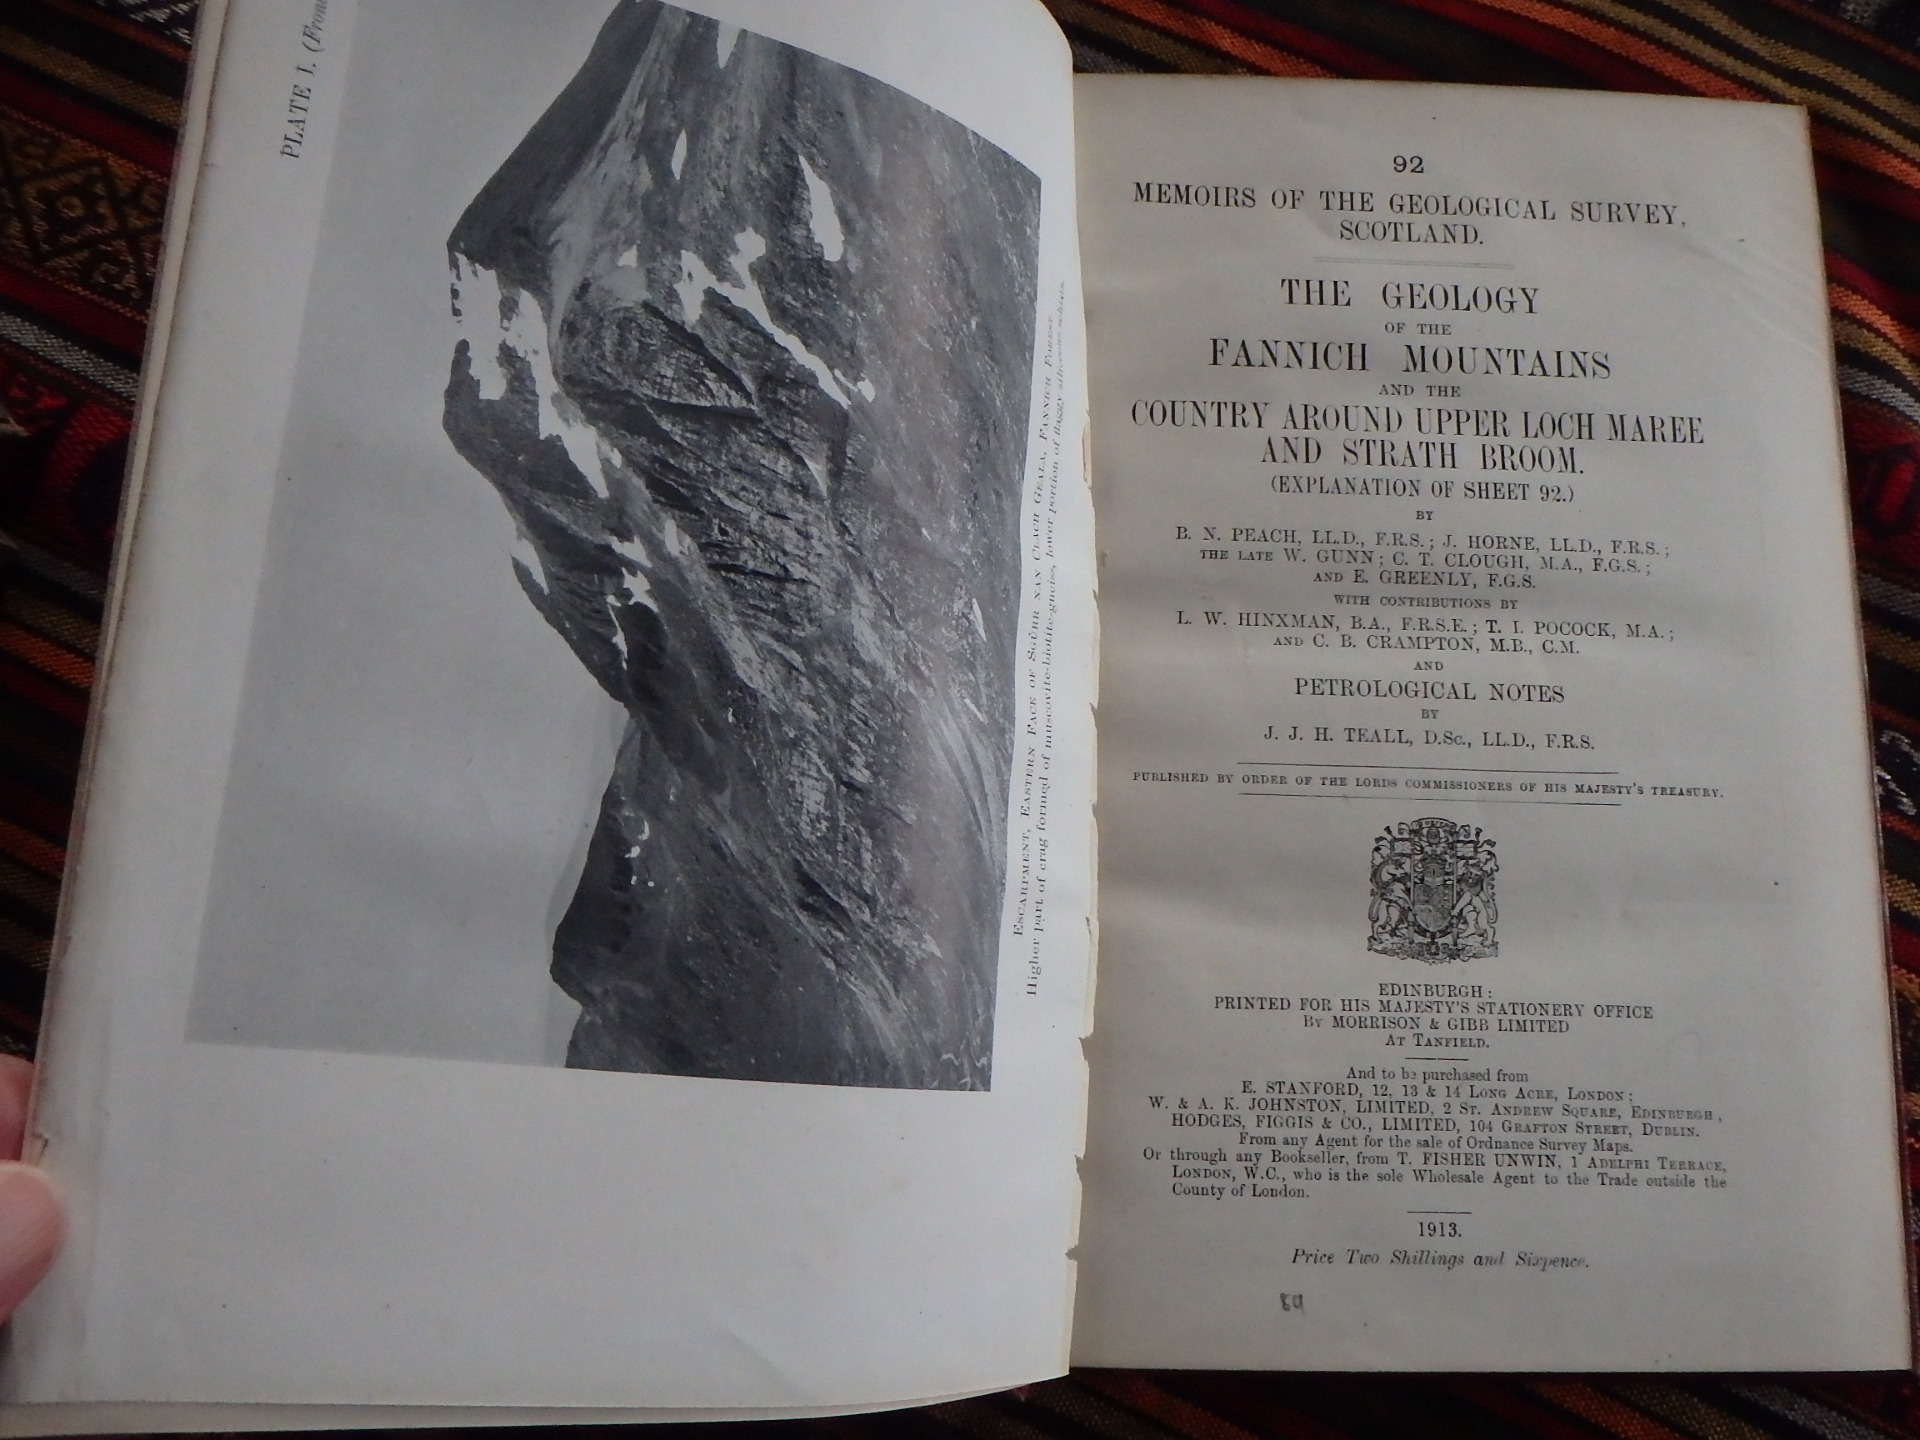 PLATE I. (Fron
ESCARPMENT, EASTERN FACE OF SGÙRR NAN CLACH GEALA, FANNICH FOREST.
Higher part of crag formed of muscovite-biotite-gneiss, lower portion of flaggy siliceous schists.
92
MEMOIRS OF THE GEOLOGICAL SURVEY,
SCOTLAND.
THE GEOLOGY
OF THE
FANNICH MOUNTAINS
AND THE
COUNTRY AROUND UPPER LOCH MAREE
AND STRATH BROOM.
(EXPLANATION OF SHEET 92.)
BY
B. N. PEACH, LL.D., F.R.S.; J. HORNE, LL.D., F.R.S.;
THE LATE W. GUNN; C. T. CLOUGH, M.A., F.G.S.;
AND E. GREENLY, F.G.S.
WITH CONTRIBUTIONS BY
L. W. HINXMAN, B.A., F.R.S.E.; T. I. POCOCK, M.A.;
AND C. B. CRAMPTON, M.B., C.M.
AND
PETROLOGICAL NOTES
BY
J. J. H. TEALL, D.Sc., LL.D., F.R.S.
PUBLISHED BY ORDER OF THE LORDS COMMISSIONERS OF HIS MAJESTY'S TREASURY.
EDINBURGH:
PRINTED FOR HIS MAJESTY'S STATIONERY OFFICE
By MORRISON & GIBB LIMITED
AT TANFIELD.
And to be purchased from
E. STANFORD, 12, 13 & 14 LONG ACRE, LONDON;
W. & A. K. JOHNSTON, LIMITED, 2 ST. ANDREW SQUARE, EDINBURGH,
HODGES, FIGGIS & CO., LIMITED, 104 GRAFTON STREET, DUBLIN.
From any Agent for the sale of Ordnance Survey Maps.
Or through any Bookseller, from T. FISHER UNWIN, 1 ADELPHI TERRACE,
LONDON, W.C., who is the sole Wholesale Agent to the Trade outside the
County of London.
1913.
Price Two Shillings and Sixpence.